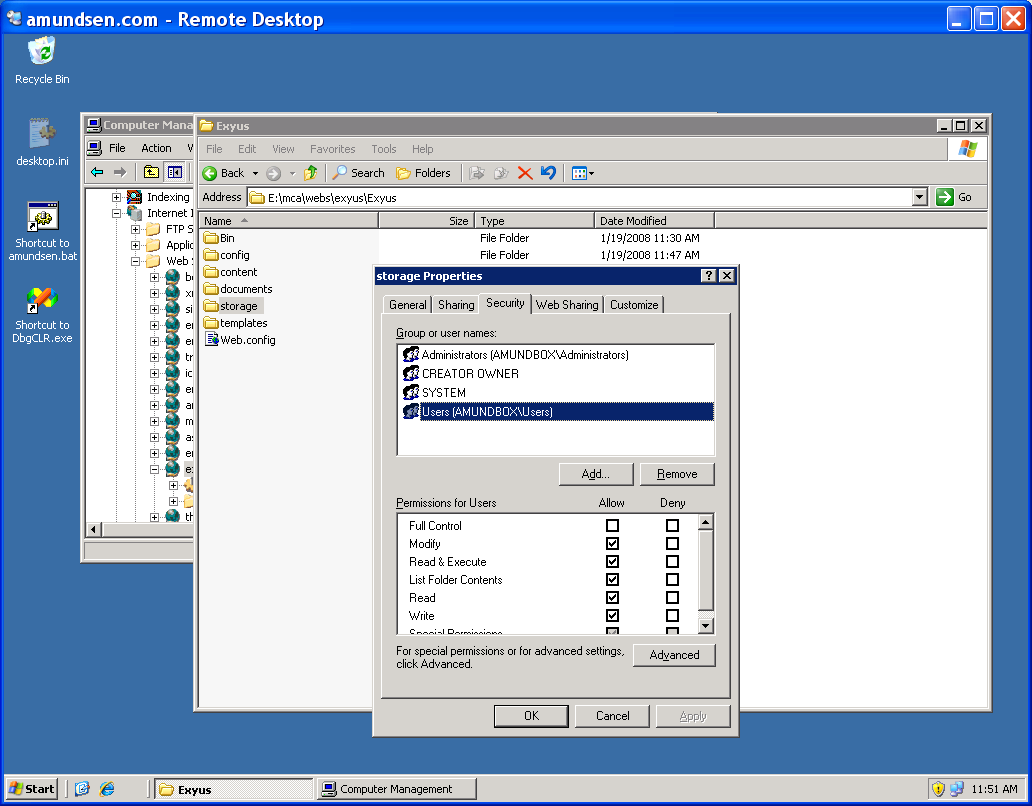 amundsen.com - Remote Desktop
Recycle Bin
desktop.ini
Shortcut to
amundsen.bat
Shortcut to
DbgCLR.exe
Computer Mana
File Action
Indexing
Internet I
FTP S
Applic
Web S
Exyus
File Edit View Favorites Tools Help
Back Search Folders
Address E:\mca\webs\exyus\Exyus Go
Name Size Type Date Modified
Bin File Folder 1/19/2008 11:30 AM
config File Folder 1/19/2008 11:47 AM
content
documents
storage
templates
Web.config
storage Properties
General Sharing Security Web Sharing Customize
Group or user names:
Administrators (AMUNDBOX\Administrators)
CREATOR OWNER
SYSTEM
Users (AMUNDBOX\Users)
Add... Remove
Permissions for Users Allow Deny
Full Control
Modify
Read & Execute
List Folder Contents
Read
Write
Special Permissions
For special permissions or for advanced settings,
click Advanced.
Advanced
OK Cancel Apply
Start Exyus Computer Management 11:51 AM